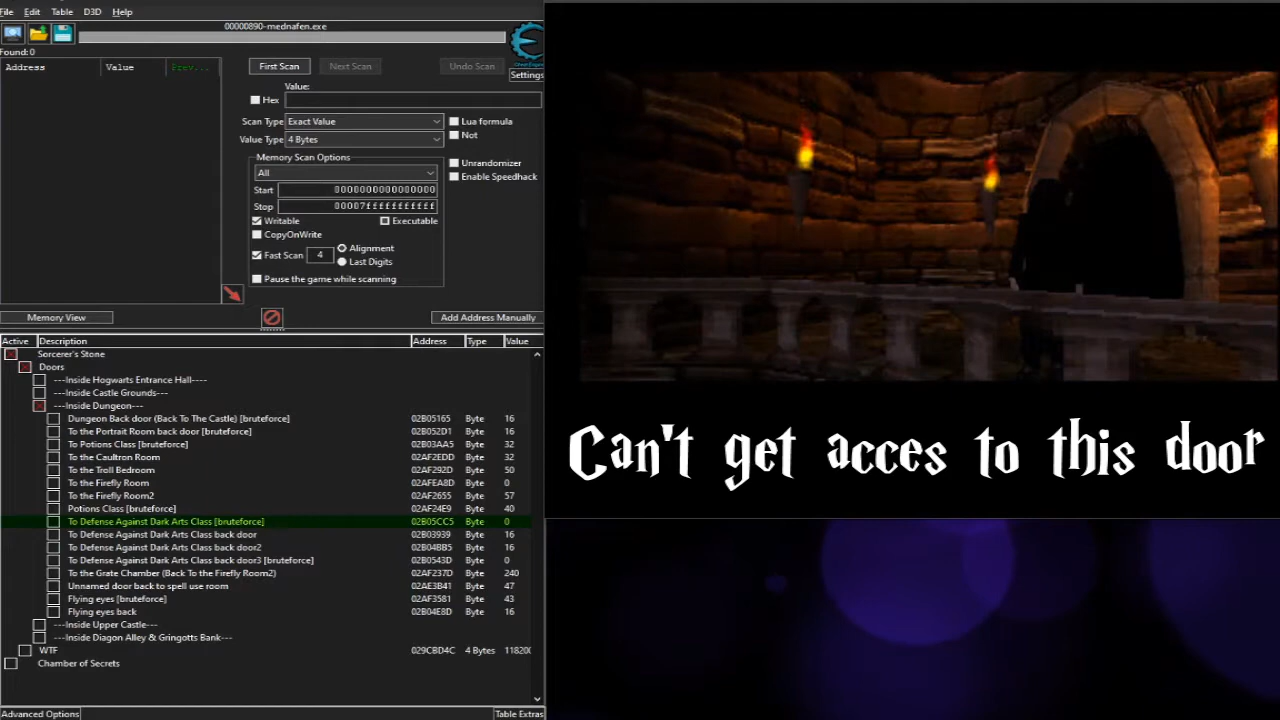 File Edit Table D3D Help
00000890-mednafen.exe
Found:0
Address Value Prev...
First Scan Next Scan Undo Scan
Settings
Value:
Hex
Scan Type Exact Value
Lua formula
Value Type 4 Bytes
Not
Memory Scan Options
All
Unrandomizer
Start 0000000000000000
Enable Speedhack
Stop 00007fffffffffff
Writable Executable
CopyOnWrite
Fast Scan 4 Alignment
Last Digits
Pause the game while scanning
Memory View Add Address Manually
Active Description Address Type Value
Sorcerer's Stone
Doors
---Inside Hogwarts Entrance Hall----
---Inside Castle Grounds---
---Inside Dungeon---
Dungeon Back door (Back To The Castle) [bruteforce] 02B05165 Byte 16
To the Portrait Room back door [bruteforce] 02B052D1 Byte 16
To Potions Class [bruteforce] 02B03AA5 Byte 32
To the Caultron Room 02AF2EDD Byte 32
To the Troll Bedroom 02AF292D Byte 50
To the Firefly Room 02AFEA8D Byte 0
To the Firefly Room2 02AF2655 Byte 57
Potions Class [bruteforce] 02AF24E9 Byte 40
To Defense Against Dark Arts Class [bruteforce] 02B05CC5 Byte 0
To Defense Against Dark Arts Class back door 02B03939 Byte 16
To Defense Against Dark Arts Class back door2 02B04BB5 Byte 16
To Defense Against Dark Arts Class back door3 [bruteforce] 02B0543D Byte 0
To the Grate Chamber (Back To the Firefly Room2) 02AF237D Byte 240
Unnamed door back to spell use room 02AE3B41 Byte 47
Flying eyes [bruteforce] 02AF3581 Byte 43
Flying eyes back 02B04E8D Byte 16
---Inside Upper Castle---
---Inside Diagon Alley & Gringotts Bank---
WTF 029CBD4C 4 Bytes 118200
Chamber of Secrets
Advanced Options Table Extras
Can't get acces to this door